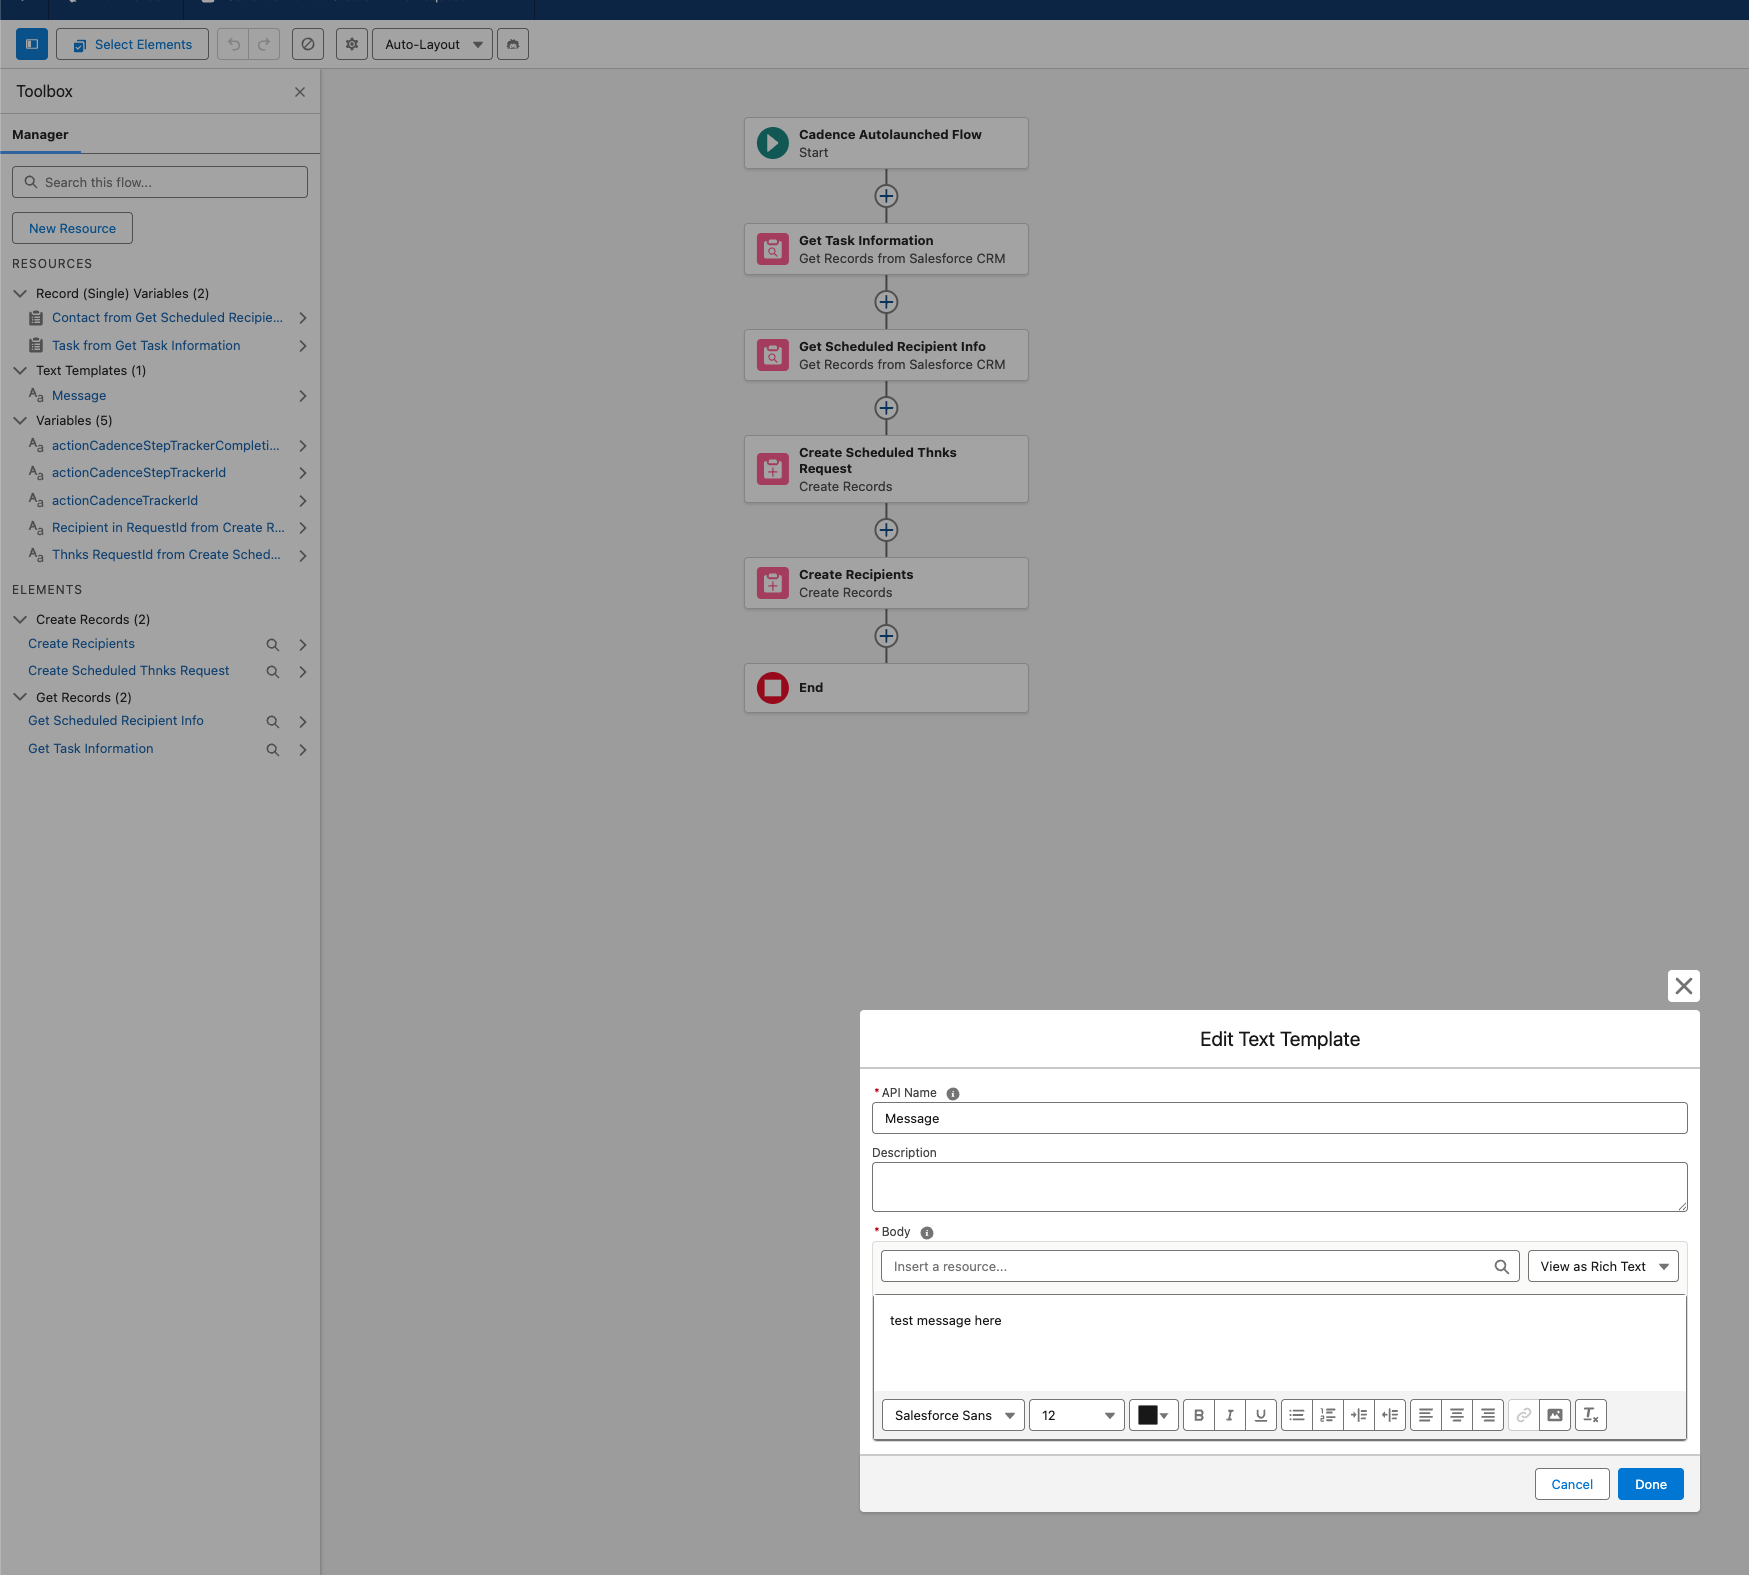 Select Elements
Auto-Layout
Toolbox
Manager
Search this flow...
New Resource
RESOURCES
Record (Single) Variables (2)
Contact from Get Scheduled Recipie...
Task from Get Task Information
Text Templates (1)
Message
Variables (5)
actionCadenceStepTrackerCompleti...
actionCadenceStepTrackerId
actionCadenceTrackerId
Recipient in RequestId from Create R...
Thnks RequestId from Create Sched...
ELEMENTS
Create Records (2)
Create Recipients
Create Scheduled Thnks Request
Get Records (2)
Get Scheduled Recipient Info
Get Task Information
Cadence Autolaunched Flow
Start
Get Task Information
Get Records from Salesforce CRM
Get Scheduled Recipient Info
Get Records from Salesforce CRM
Create Scheduled Thnks
Request
Create Records
Create Recipients
Create Records
End
Edit Text Template
* API Name
Message
Description
* Body
Insert a resource...
View as Rich Text
test message here
Salesforce Sans
12
B I U
Cancel
Done